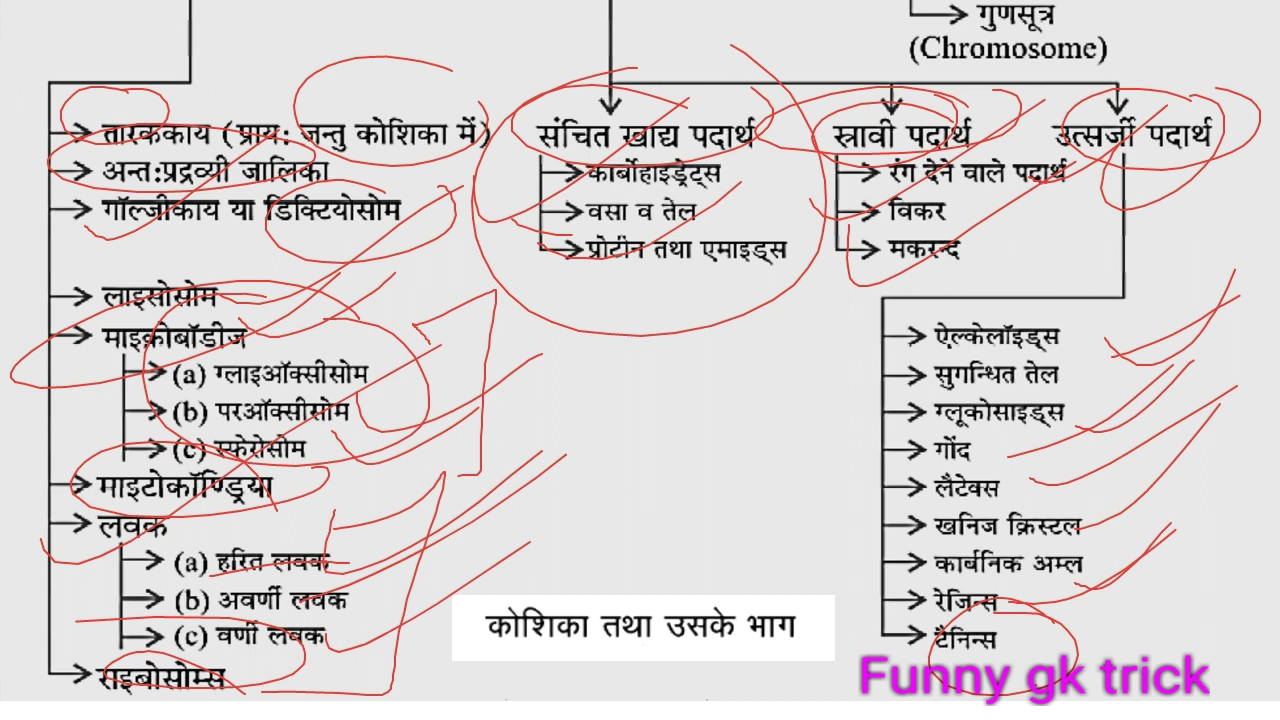 गुणसूत्र
(Chromosome)
तारककाय (प्राय: जन्तु कोशिका में)
अन्त:प्रद्रव्यी जालिका
गॉल्जीकाय या डिक्टियोसोम
लाइसोसोम
माइक्रोबॉडीज
(a) ग्लाइऑक्सीसोम
(b) परऑक्सीसोम
(c) स्फेरोसोम
माइटोकॉण्ड्रिया
लवक
(a) हरित लवक
(b) अवर्णी लवक
(c) वर्णी लवक
राइबोसोम्स
संचित खाद्य पदार्थ
कार्बोहाइड्रेट्स
वसा व तेल
प्रोटीन तथा एमाइड्स
स्रावी पदार्थ
रंग देने वाले पदार्थ
विकर
मकरन्द
उत्सर्जी पदार्थ
ऐल्केलॉइड्स
सुगन्धित तेल
ग्लूकोसाइड्स
गोंद
लैटेक्स
खनिज क्रिस्टल
कार्बनिक अम्ल
रेजिन्स
टैनिन्स
कोशिका तथा उसके भाग
Funny gk trick